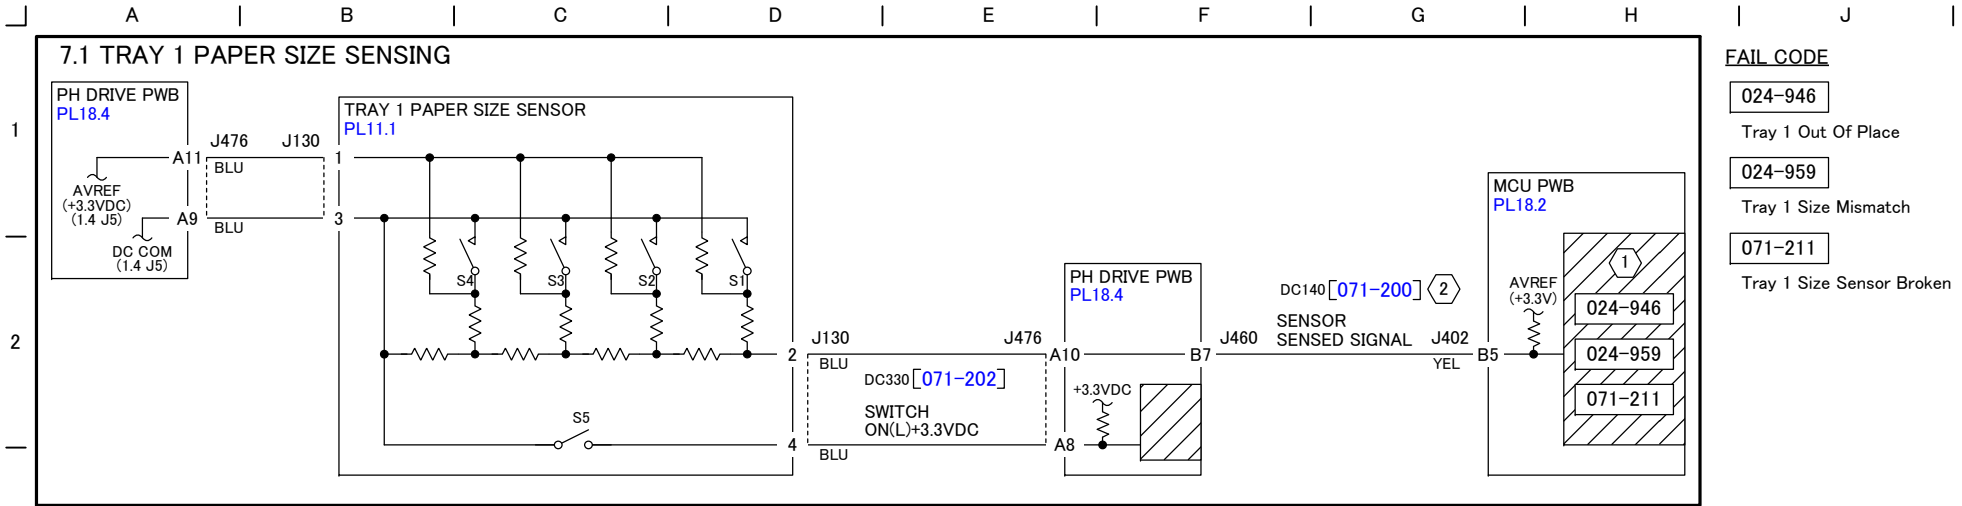 A B C D E F G H J
7.1 TRAY 1 PAPER SIZE SENSING
FAIL CODE
024-946
Tray 1 Out Of Place
024-959
Tray 1 Size Mismatch
071-211
Tray 1 Size Sensor Broken
1
2
PH DRIVE PWB
PL18.4
A11
J476
J130
1
BLU
AVREF
(+3.3VDC)
(1.4 J5)
A9
BLU
3
DC COM
(1.4 J5)
TRAY 1 PAPER SIZE SENSOR
PL11.1
S4
S3
S2
S1
S5
2
J130
BLU
J476
A10
DC330 [071-202]
SWITCH
ON(L)+3.3VDC
4
BLU
A8
PH DRIVE PWB
PL18.4
+3.3VDC
B7
J460
DC140 [071-200] 2
SENSOR
SENSED SIGNAL
J402
YEL
B5
MCU PWB
PL18.2
AVREF
(+3.3V)
1
024-946
024-959
071-211